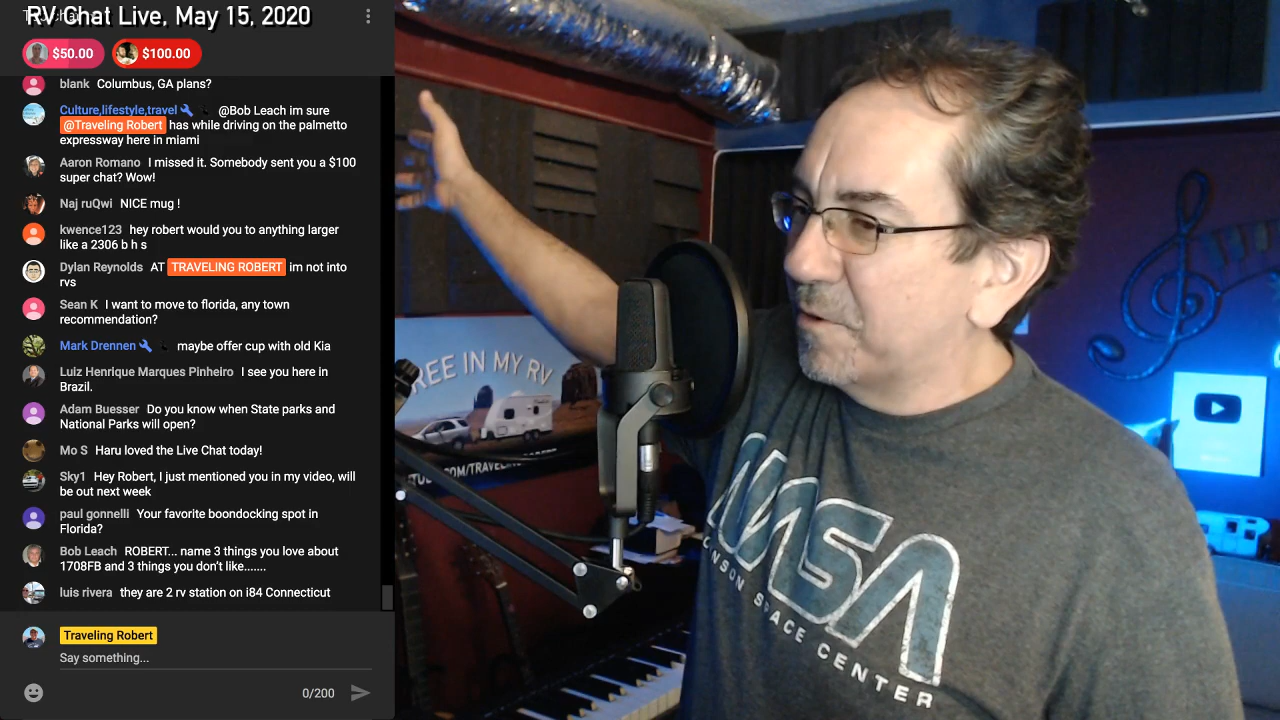 RV Chat Live, May 15, 2020
$50.00 $100.00
blank Columbus, GA plans?
Culture,lifestyle,travel @Bob Leach im sure
@Traveling Robert has while driving on the palmetto
expressway here in miami
Aaron Romano I missed it. Somebody sent you a $100
super chat? Wow!
Naj ruQwi NICE mug !
kwence123 hey robert would you to anything larger
like a 2306 b h s
Dylan Reynolds AT TRAVELING ROBERT im not into
rvs
Sean K I want to move to florida, any town
recommendation?
Mark Drennen maybe offer cup with old Kia
Luiz Henrique Marques Pinheiro I see you here in
Brazil.
Adam Buesser Do you know when State parks and
National Parks will open?
Mo S Haru loved the Live Chat today!
Sky1 Hey Robert, I just mentioned you in my video, will
be out next week
paul gonnelli Your favorite boondocking spot in
Florida?
Bob Leach ROBERT... name 3 things you love about
1708FB and 3 things you don't like.......
luis rivera they are 2 rv station on i84 Connecticut
Traveling Robert
Say something...
0/200
REE IN MY RV
NASA
SPACE CENTER